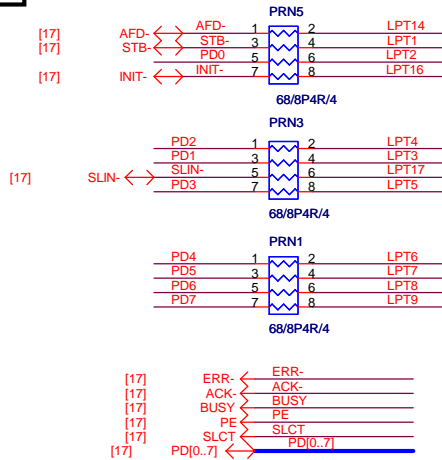 PRN5
[17] AFD- AFD- 1 2 LPT14
[17] STB- STB- 3 4 LPT1
PD0 5 6 LPT2
[17] INIT- INIT- 7 8 LPT16
68/8P4R/4
PRN3
PD2 1 2 LPT4
PD1 3 4 LPT3
[17] SLIN- SLIN- 5 6 LPT17
PD3 7 8 LPT5
68/8P4R/4
PRN1
PD4 1 2 LPT6
PD5 3 4 LPT7
PD6 5 6 LPT8
PD7 7 8 LPT9
68/8P4R/4
[17] ERR- ERR-
[17] ACK- ACK-
[17] BUSY BUSY
[17] PE PE
[17] SLCT SLCT
[17] PD[0..7] PD[0..7]